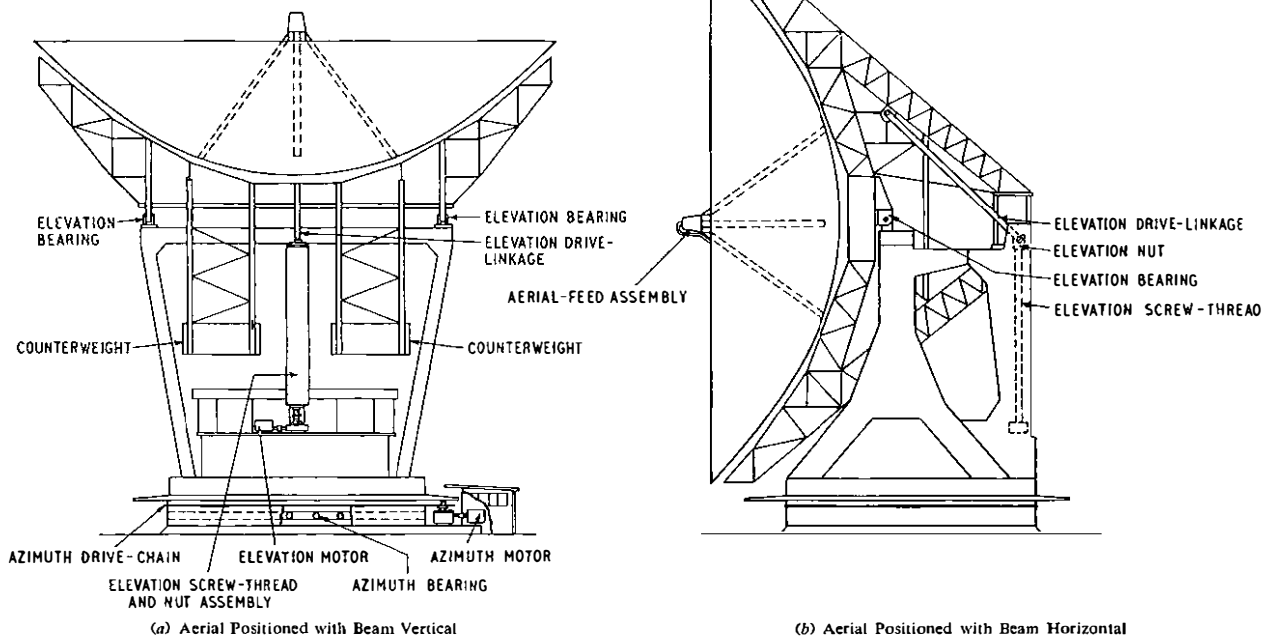 ELEVATION
BEARING
ELEVATION BEARING
ELEVATION DRIVE-
LINKAGE
COUNTERWEIGHT
COUNTERWEIGHT
AZIMUTH DRIVE-CHAIN
ELEVATION MOTOR
AZIMUTH MOTOR
ELEVATION SCREW-THREAD
AND NUT ASSEMBLY
AZIMUTH BEARING
(a) Aerial Positioned with Beam Vertical
AERIAL-FEED ASSEMBLY
ELEVATION DRIVE-LINKAGE
ELEVATION NUT
ELEVATION BEARING
ELEVATION SCREW-THREAD
(b) Aerial Positioned with Beam Horizontal